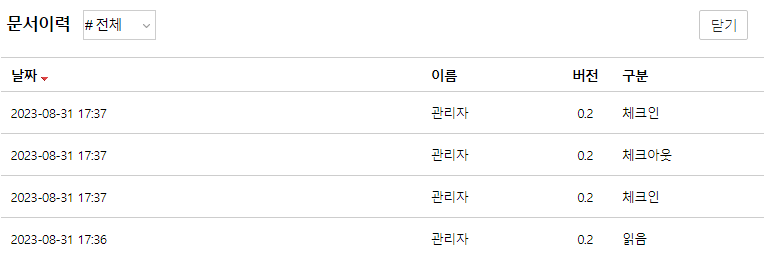 문서이력 # 전체 닫기
날짜 이름 버전 구분
2023-08-31 17:37 관리자 0.2 체크인
2023-08-31 17:37 관리자 0.2 체크아웃
2023-08-31 17:37 관리자 0.2 체크인
2023-08-31 17:36 관리자 0.2 읽음